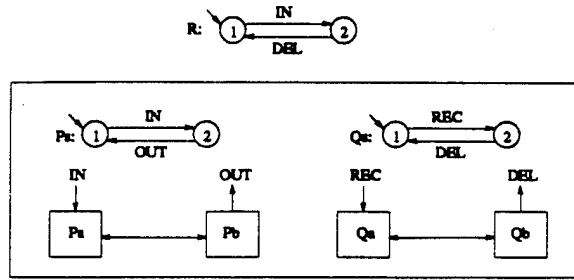 IN
R: 1 2
DEL
IN REC
Ps: 1 2 Qs: 1 2
OUT DEL
IN OUT REC DEL
Pa Pb Qa Qb